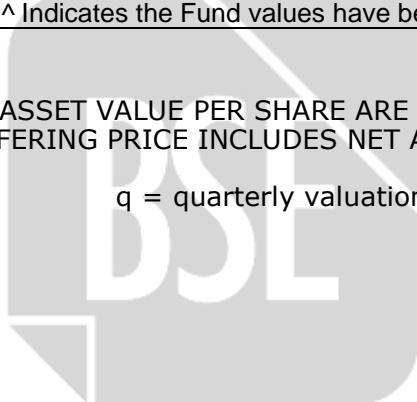 ^ Indicates the Fund values have be
ASSET VALUE PER SHARE ARE
FERING PRICE INCLUDES NET A
q = quarterly valuation
BSE